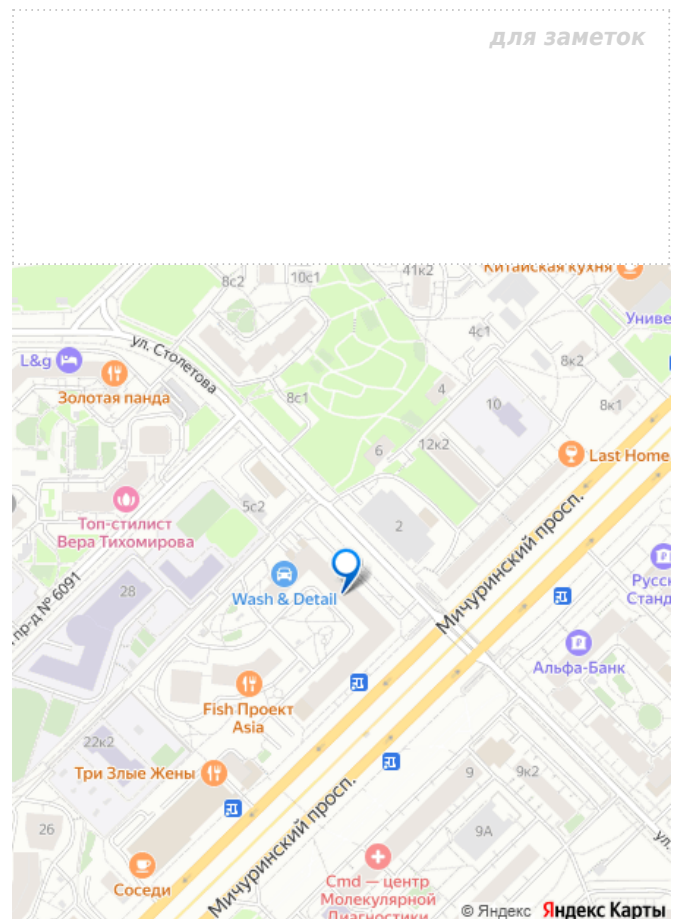 для заметок
8с2
10с1
41к2
Китайская кухня
Униве
4с1
ул. Столетова
L&g
8к2
Золотая панда
4
8с1
10
8к1
12к2
6
Last Home
5с2
Топ-стилист
Вера Тихомирова
2
Мичуринский просп.
Русск
Станд
пр-д № 6091
28
Wash & Detail
Альфа-Банк
Fish Проект
Asia
22к2
Три Злые Жены
9
9к2
Мичуринский просп.
26
9А
ул.
Соседи
Cmd — центр
Молекулярной
Диагностики
© Яндекс Яндекс Карты